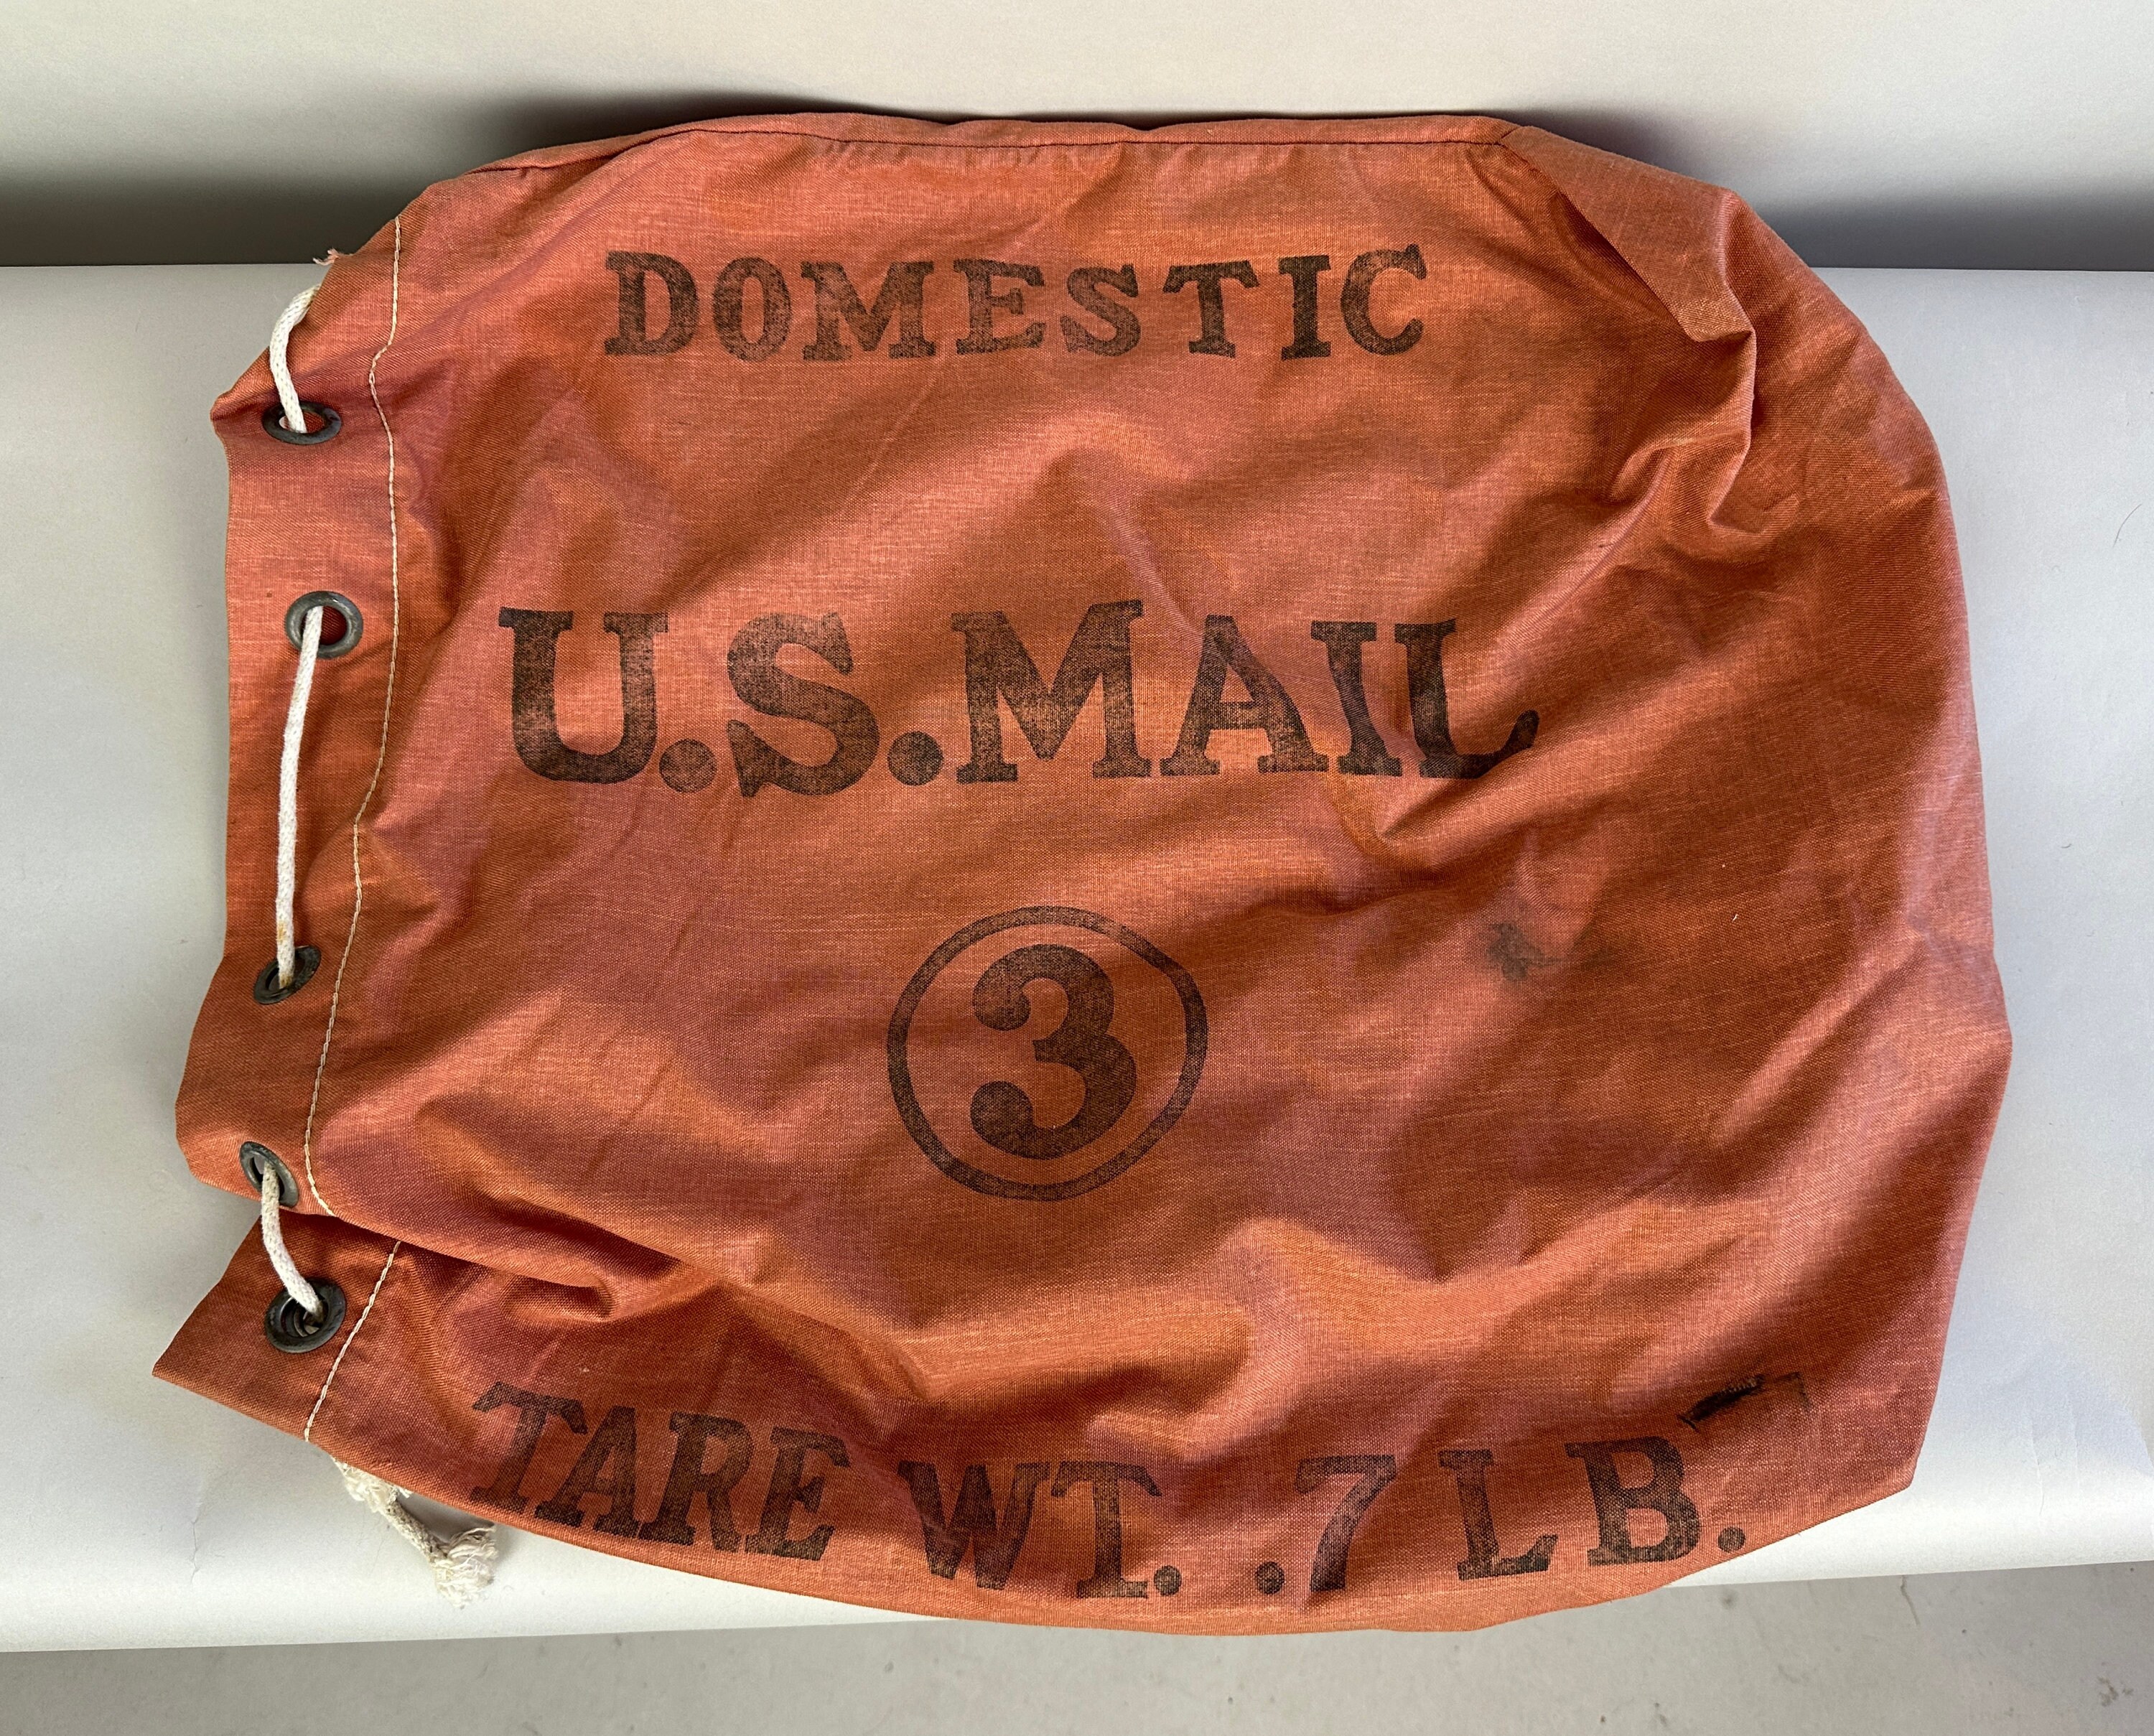 DOMESTIC
U.S.MAIL
3
TARE WT. .7 LB.